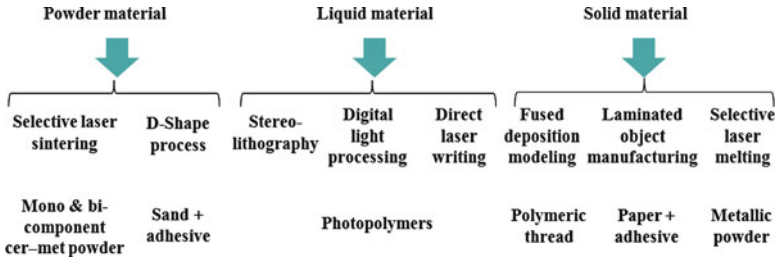 Powder material
Liquid material
Solid material
Selective laser
sintering
D-Shape
process
Stereo-
lithography
Digital
light
processing
Direct
laser
writing
Fused
deposition
modeling
Laminated
object
manufacturing
Selective
laser
melting
Mono & bi-
component
cer–met powder
Sand +
adhesive
Photopolymers
Polymeric
thread
Paper +
adhesive
Metallic
powder